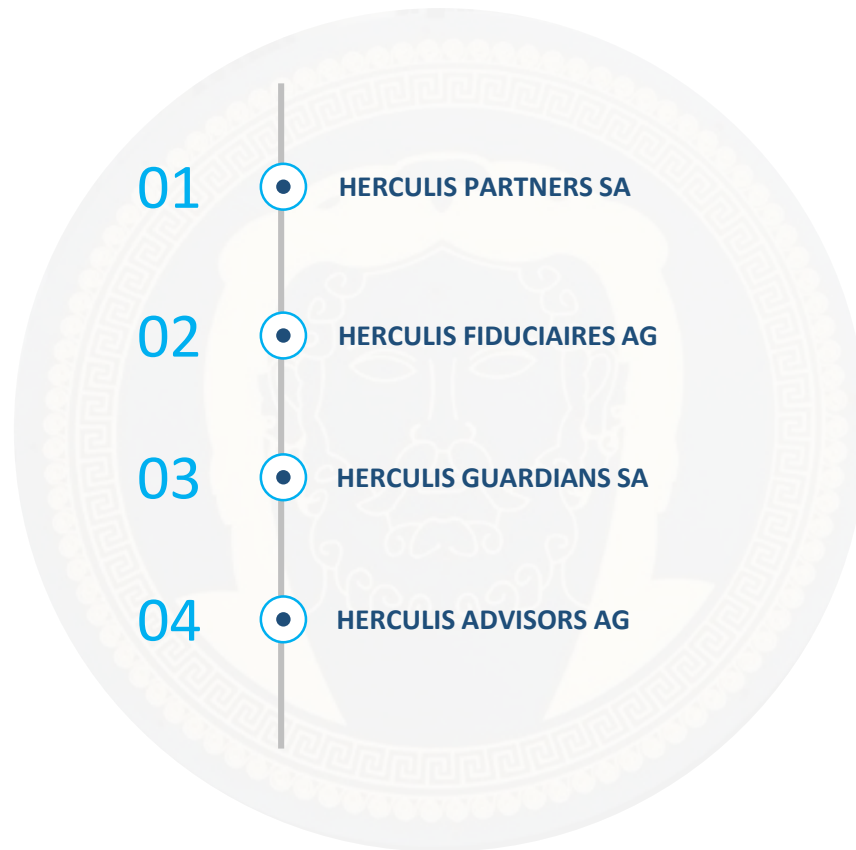 01 HERCULIS PARTNERS SA
02 HERCULIS FIDUCIAIRES AG
03 HERCULIS GUARDIANS SA
04 HERCULIS ADVISORS AG